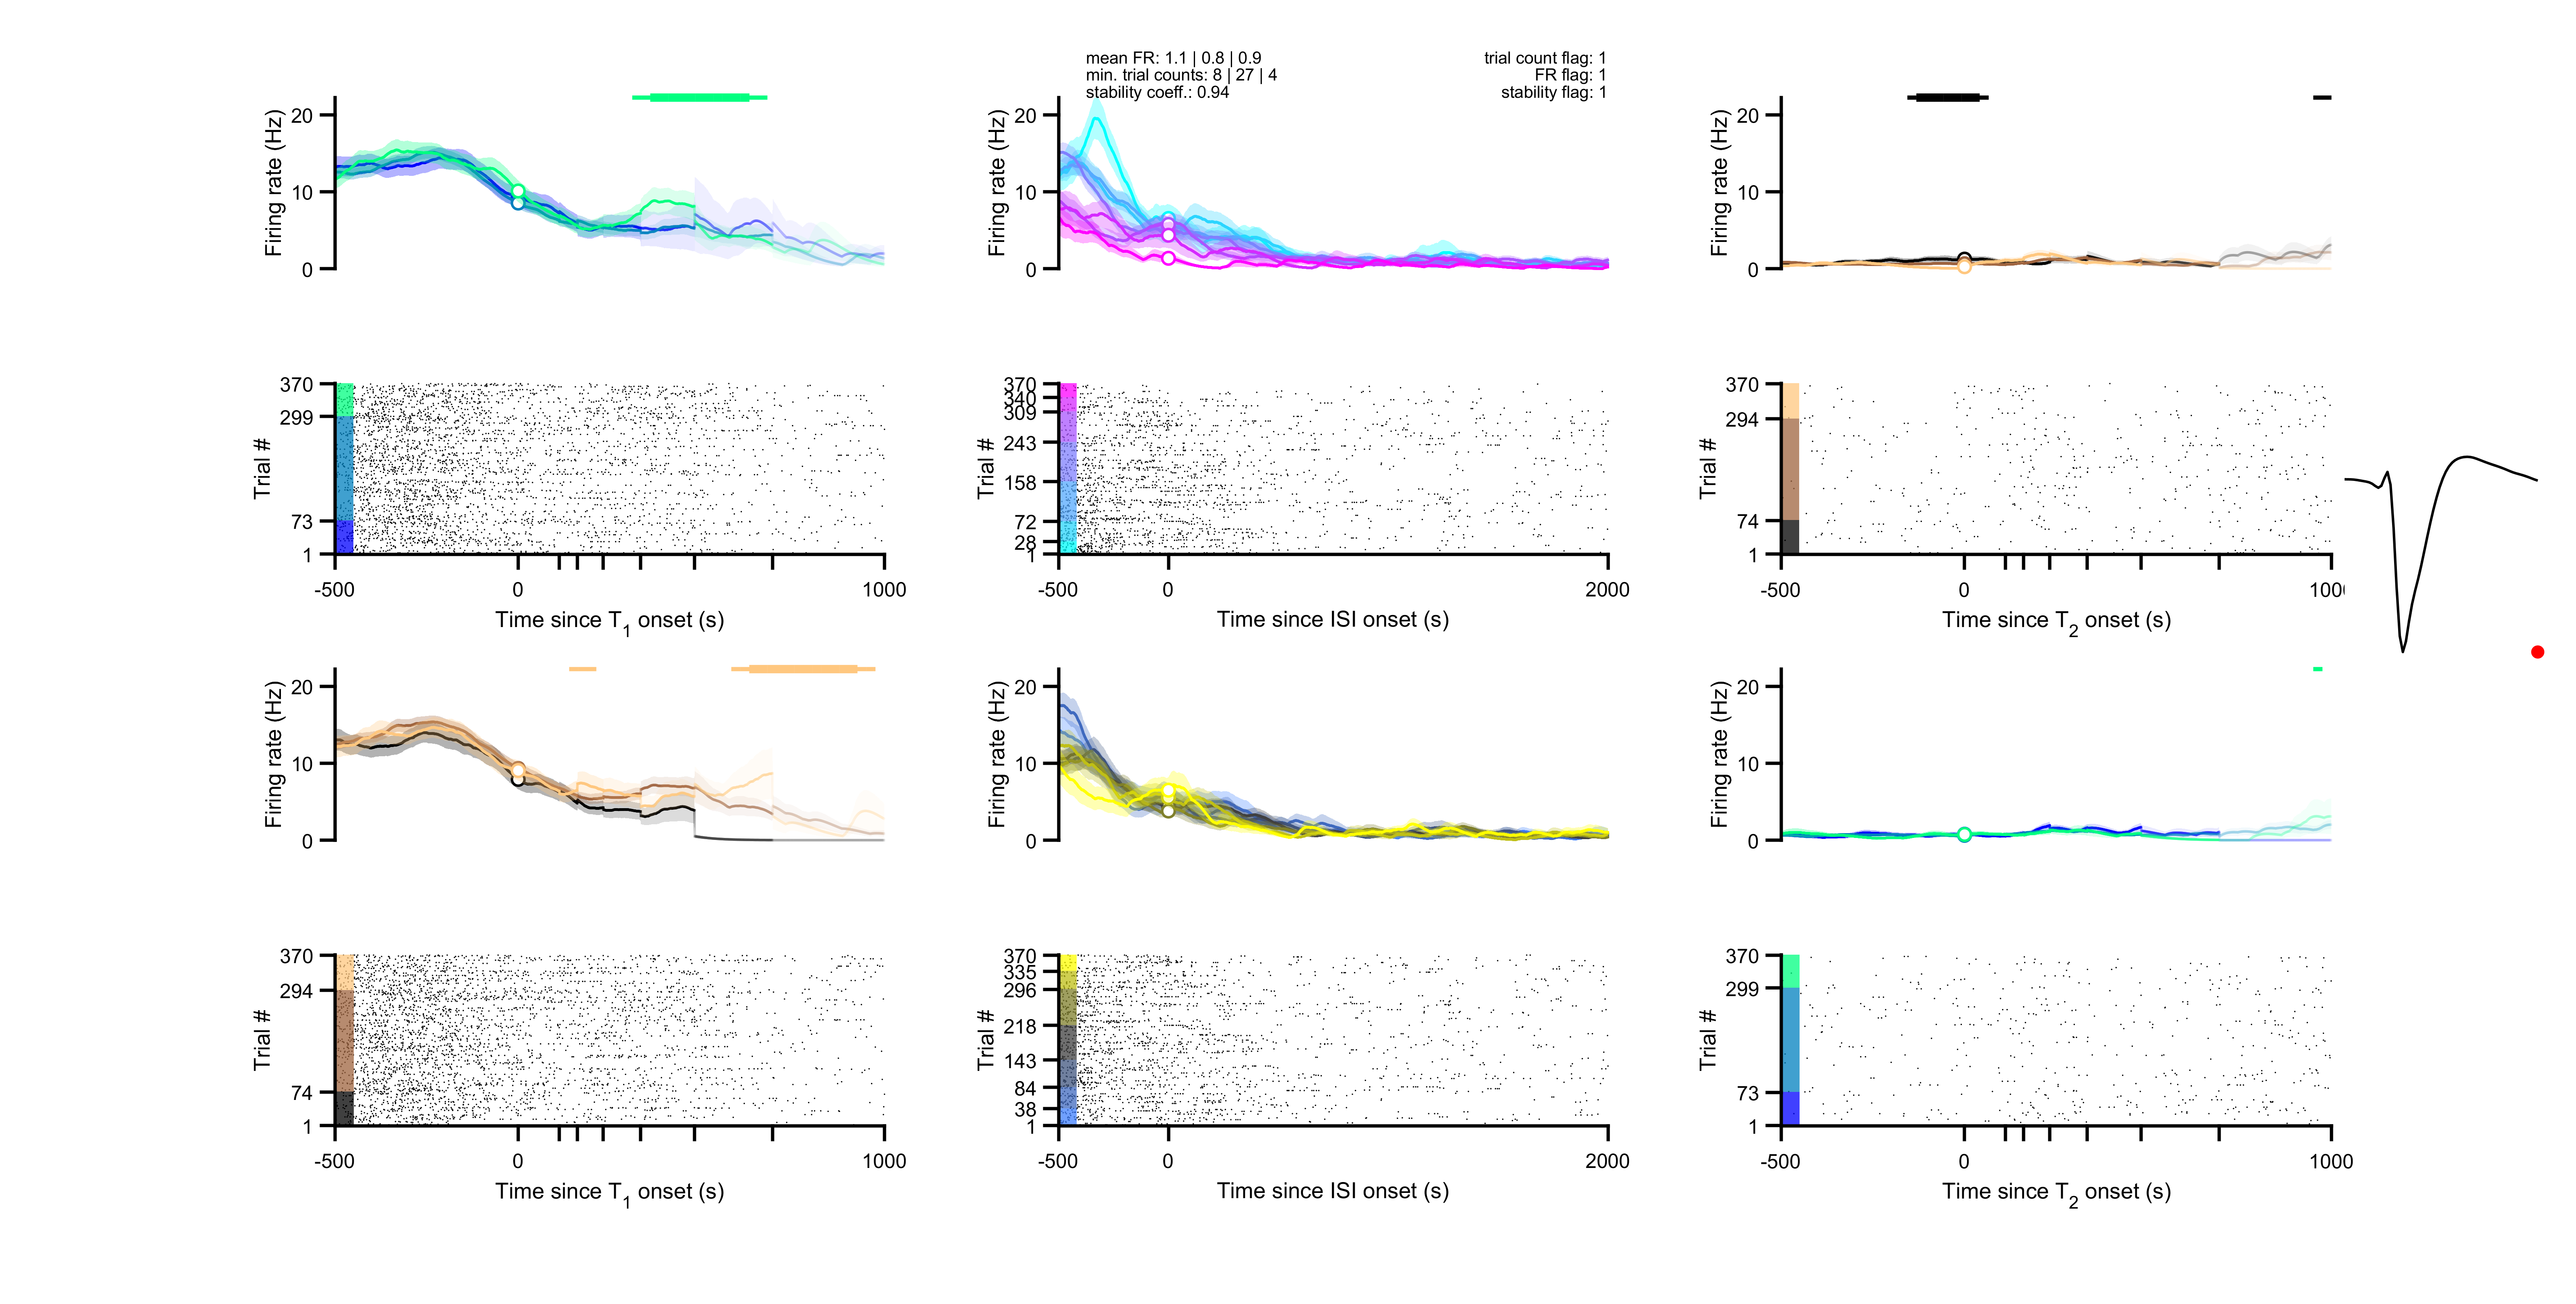 mean FR: 1.1 | 0.8 | 0.9
min. trial counts: 8 | 27 | 4
stability coeff.: 0.94
trial count flag: 1
FR flag: 1
stability flag: 1
Firing rate (Hz)
20
10
0
Firing rate (Hz)
20
10
0
Firing rate (Hz)
20
10
0
Trial #
370
299
73
1
-500
0
1000
Time since T1 onset (s)
Trial #
370
340
309
243
158
72
28
1
-500
0
2000
Time since ISI onset (s)
Trial #
370
294
74
1
-500
0
100
Time since T2 onset (s)
Firing rate (Hz)
20
10
0
Firing rate (Hz)
20
10
0
Firing rate (Hz)
20
10
0
Trial #
370
294
74
1
-500
0
1000
Time since T1 onset (s)
Trial #
370
335
296
218
143
84
38
1
-500
0
2000
Time since ISI onset (s)
Trial #
370
299
73
1
-500
0
1000
Time since T2 onset (s)